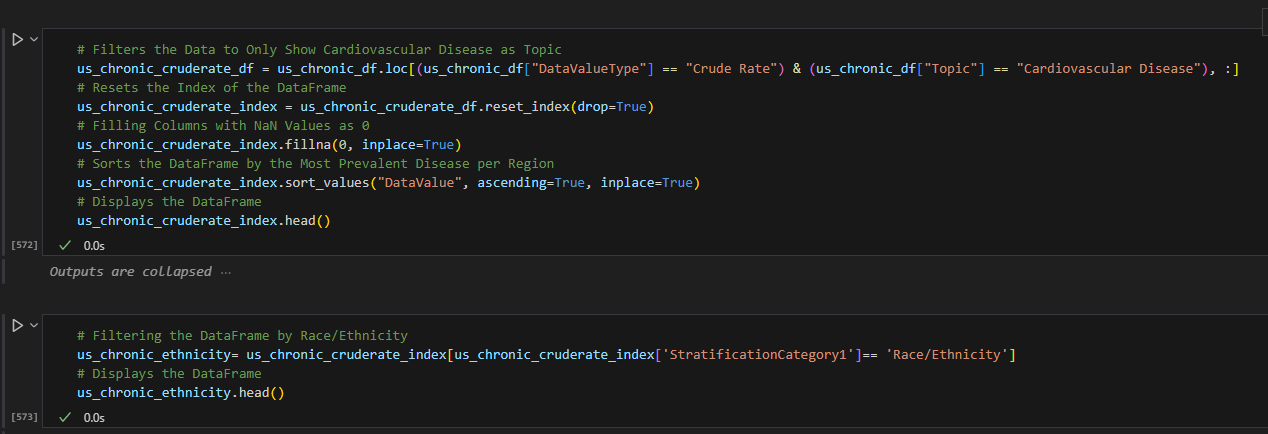 # Filters the Data to Only Show Cardiovascular Disease as Topic
us_chronic_cruderate_df = us_chronic_df.loc[(us_chronic_df["DataValueType"] == "Crude Rate") & (us_chronic_df["Topic"] == "Cardiovascular Disease"), :]
# Resets the Index of the DataFrame
us_chronic_cruderate_index = us_chronic_cruderate_df.reset_index(drop=True)
# Filling Columns with NaN Values as 0
us_chronic_cruderate_index.fillna(0, inplace=True)
# Sorts the DataFrame by the Most Prevalent Disease per Region
us_chronic_cruderate_index.sort_values("DataValue", ascending=True, inplace=True)
# Displays the DataFrame
us_chronic_cruderate_index.head()
[572] 0.0s
Outputs are collapsed ...
# Filtering the DataFrame by Race/Ethnicity
us_chronic_ethnicity= us_chronic_cruderate_index[us_chronic_cruderate_index['StratificationCategory1']== 'Race/Ethnicity']
# Displays the DataFrame
us_chronic_ethnicity.head()
[573] 0.0s